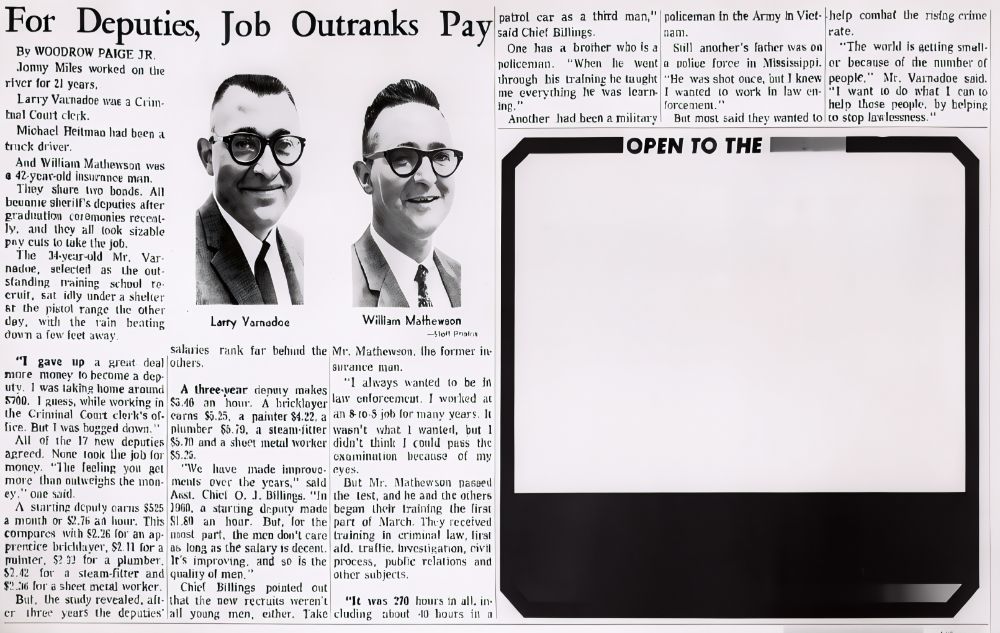 For Deputies, Job Outranks Pay
By WOODROW PAIGE JR.
Jonny Miles worked on the
river for 21 years.
Larry Varnadoe was a Crim-
inal Court clerk.
Michael Heitman had been a
truck driver.
And William Mathewson was
a 42-year-old insurance man.
They share two bonds. All
became sheriff's deputies after
graduation ceremonies recent-
ly, and they all took sizable
pay cuts to take the job.
The 34-year-old Mr. Var-
nadoe, selected as the out-
standing training school re-
cruit, sat idly under a shelter
at the pistol range the other
day, with the rain beating
down a few feet away.
"I gave up a great deal
more money to become a dep-
uty. I was taking home around
$700. I guess, while working in
the Criminal Court clerk's of-
fice. But I was bogged down."
All of the 17 new deputies
agreed. None took the job for
money. "The feeling you get
more than outweighs the mon-
ey," one said.
A starting deputy earns $525
a month or $2.76 an hour. This
compares with $2.26 for an ap-
prentice bricklayer, $2.11 for a
painter, for a plumber,
$2.42 for a steam-fitter and
for a sheet metal worker.
But, the study revealed, aft-
er three years the deputies'
Larry Varnadoe
William Mathewson
—Staff Photos
salaries rank far behind the
others.
A three-year deputy makes
$3.40 an hour. A bricklayer
earns $5.25, a painter $4.22, a
plumber $5.79, a steam-fitter
$5.70 and a sheet metal worker
$5.25.
"We have made improve-
ments over the years," said
Asst. Chief O. J. Billings. "In
1960, a starting deputy made
$1.80 an hour. But, for the
most part, the men don't care
as long as the salary is decent.
It's improving, and so is the
quality of men."
Chief Billings pointed out
that the new recruits weren't
all young men, either. Take
Mr. Mathewson, the former in-
surance man.
"I always wanted to be in
law enforcement. I worked at
an 8-to-5 job for many years. It
wasn't what I wanted, but I
didn't think I could pass the
examination because of my
eyes.
But Mr. Mathewson passed
the test, and he and the others
began their training the first
part of March. They received
training in criminal law, first
aid, traffic, investigation, civil
process, public relations and
other subjects.
"It was 270 hours in all, in-
cluding about 40 hours in a
patrol car as a third man,"
said Chief Billings.
One has a brother who is a
policeman. "When he went
through his training he taught
me everything he was learn-
ing."
Another had been a military
policeman in the Army in Viet-
nam.
Still another's father was on
a police force in Mississippi.
"He was shot once, but I knew
I wanted to work in law en-
forcement."
But most said they wanted to
help combat the rising crime
rate.
"The world is getting small-
er because of the number of
people," Mr. Varnadoe said.
"I want to do what I can to
help those people, by helping
to stop lawlessness."
OPEN TO THE